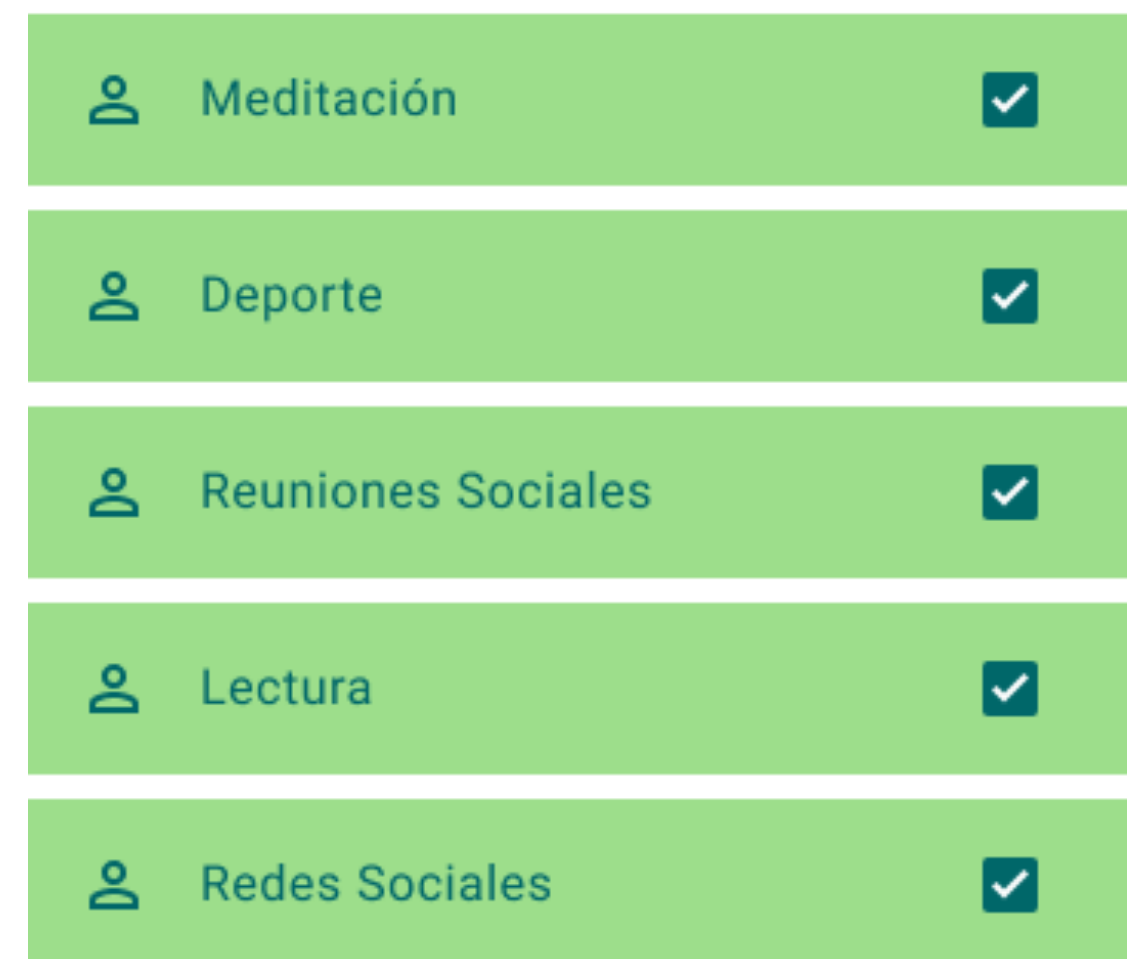 Meditación
Deporte
Reuniones Sociales
Lectura
Redes Sociales